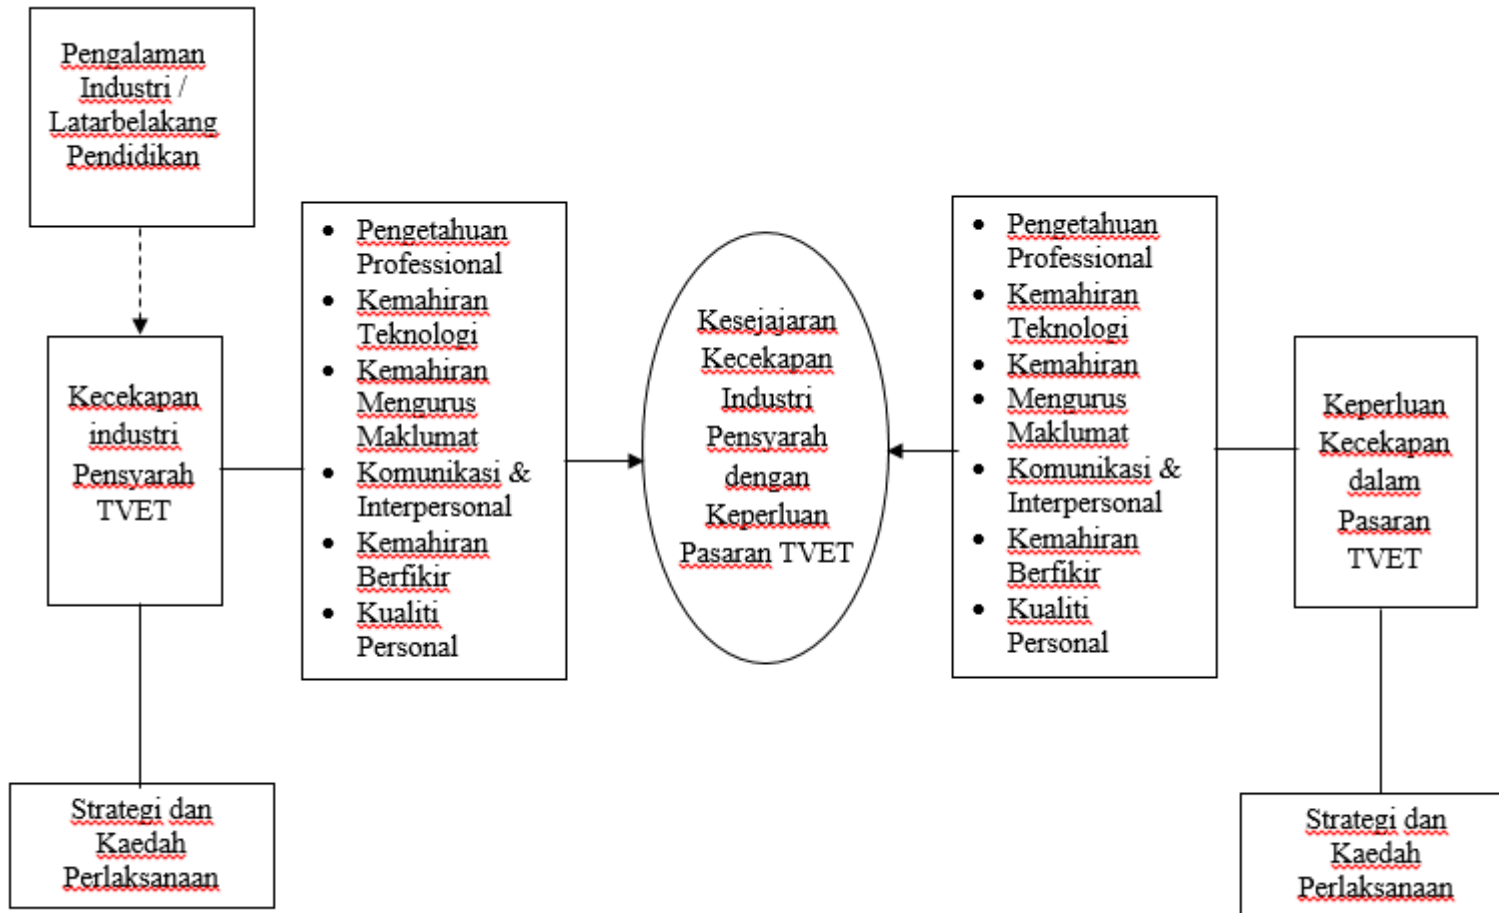 Pengalaman
Industri /
Latarbelakang
Pendidikan
Kecekapan
industri
Pensyarah
TVET
Strategi dan
Kaedah
Perlaksanaan
• Pengetahuan
Professional
• Kemahiran
Teknologi
• Kemahiran
Mengurus
Maklumat
• Komunikasi &
Interpersonal
• Kemahiran
Berfikir
• Kualiti
Personal
Kesejajaran
Kecekapan
Industri
Pensyarah
dengan
Keperluan
Pasaran TVET
• Pengetahuan
Professional
• Kemahiran
Teknologi
• Kemahiran
• Mengurus
Maklumat
• Komunikasi &
Interpersonal
• Kemahiran
Berfikir
• Kualiti
Personal
Keperluan
Kecekapan
dalam
Pasaran
TVET
Strategi dan
Kaedah
Perlaksanaan